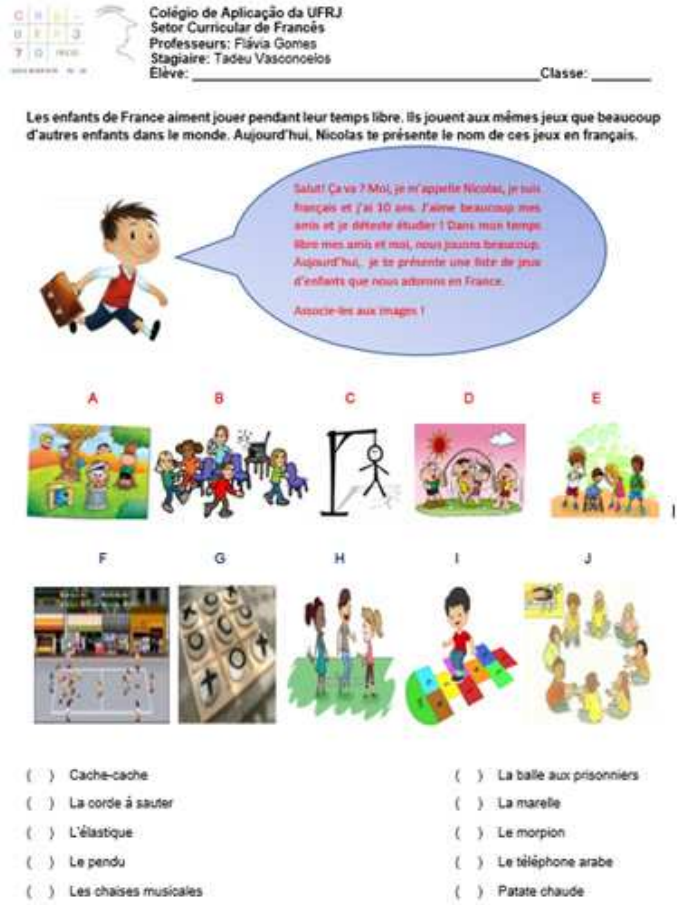 Colégio de Aplicação da UFRJ
Setor Curricular de Francês
Professeurs: Flávia Gomes
Stagiaire: Tadeu Vasconcelos
Élève: Classe:
Les enfants de France aiment jouer pendant leur temps libre. Ils jouent aux mêmes jeux que beaucoup
d'autres enfants dans le monde. Aujourd'hui, Nicolas te présente le nom de ces jeux en français.
Salut! Ça va ? Moi, je m'appelle Nicolas, je suis
français et j'ai 10 ans. J'aime beaucoup mes
amis et je déteste étudier ! Dans mon temps
libre mes amis et moi, nous jouons beaucoup.
Aujourd'hui, je te présente une liste de jeux
d'enfants que nous adorons en France.
Associe-les aux images !
A B C D E
F G H I J
( ) Cache-cache
( ) La corde à sauter
( ) L'élastique
( ) Le pendu
( ) Les chaises musicales
( ) La balle aux prisonniers
( ) La marelle
( ) Le morpion
( ) Le téléphone arabe
( ) Patate chaude